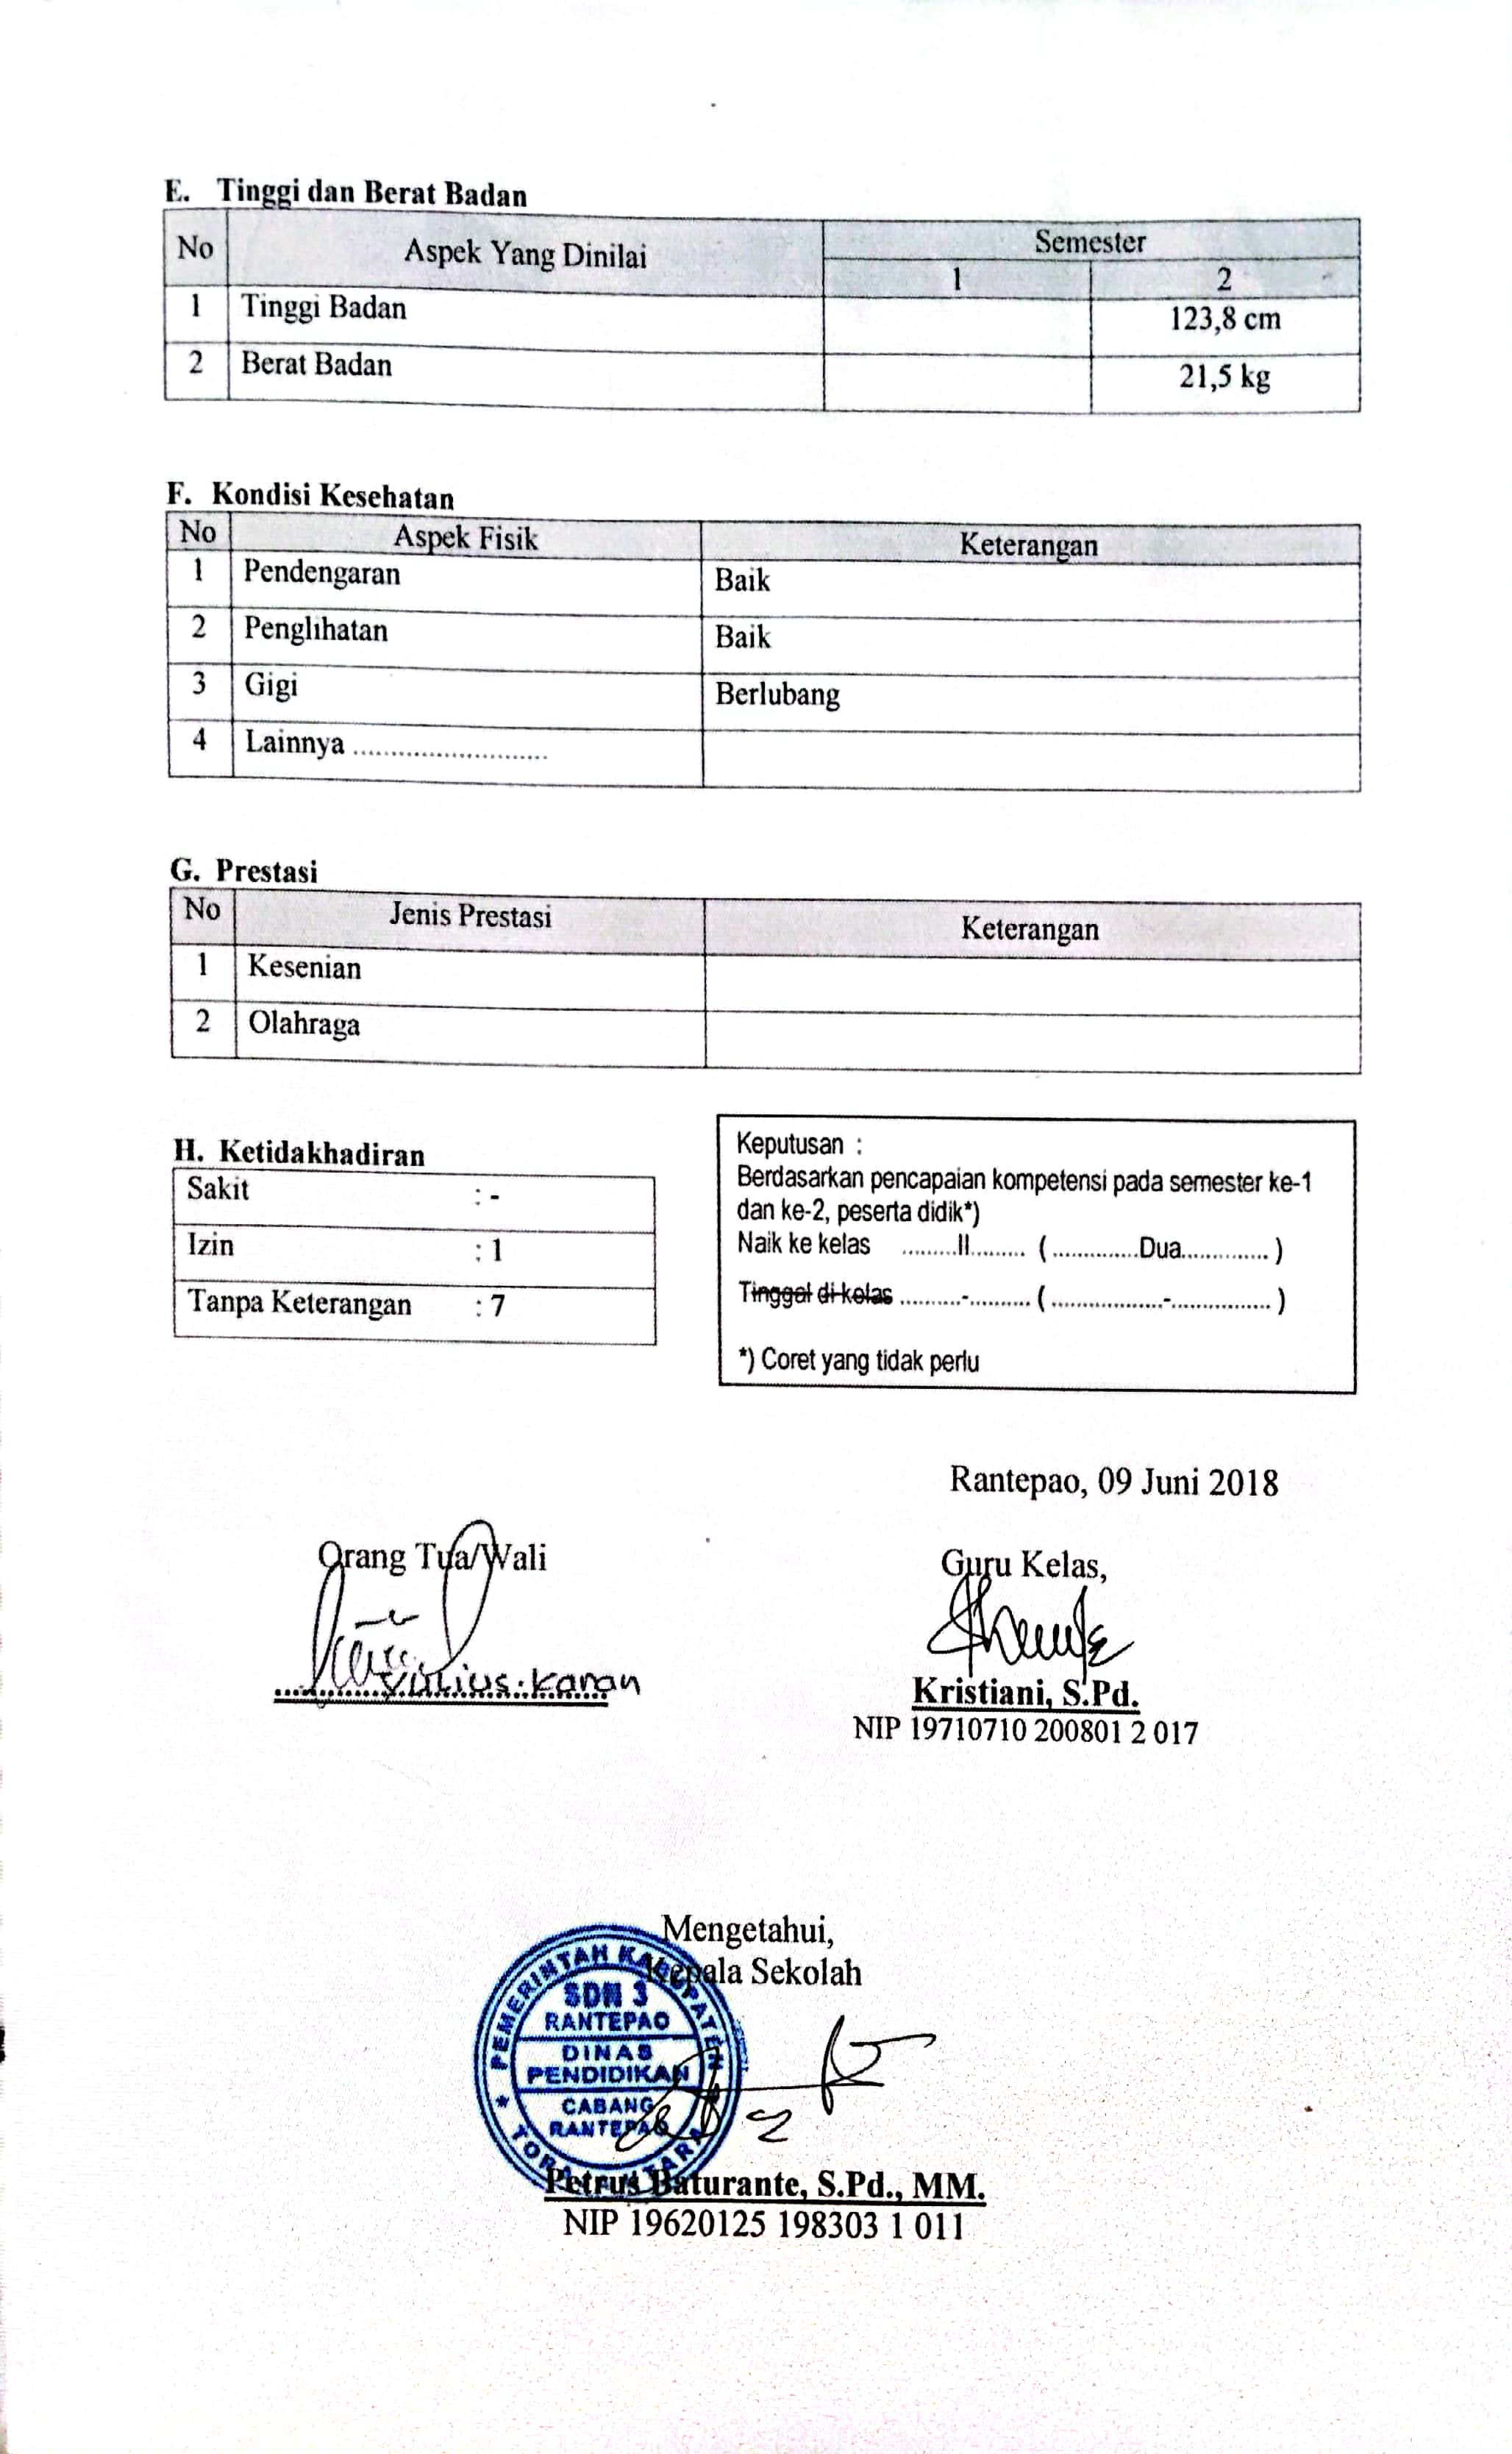 E. Tinggi dan Berat Badan
No Aspek Yang Dinilai Semester
1 2
1 Tinggi Badan 123,8 cm
2 Berat Badan 21,5 kg
F. Kondisi Kesehatan
No Aspek Fisik Keterangan
1 Pendengaran Baik
2 Penglihatan Baik
3 Gigi Berlubang
4 Lainnya ..........................
G. Prestasi
No Jenis Prestasi Keterangan
1 Kesenian
2 Olahraga
H. Ketidakhadiran
Sakit : -
Izin : 1
Tanpa Keterangan : 7
Keputusan :
Berdasarkan pencapaian kompetensi pada semester ke-1
dan ke-2, peserta didik*)
Naik ke kelas .........II......... ( ..............Dua.............. )
Tinggal di kelas ..........-.......... ( ..................-................ )
*) Coret yang tidak perlu
Rantepao, 09 Juni 2018
Orang Tua/Wali
Yulius. Karan
Guru Kelas,
Kristiani, S.Pd.
NIP 19710710 200801 2 017
Mengetahui,
Kepala Sekolah
PEMERINTAH KABUPATEN
SDN 3
RANTEPAO
DINAS
PENDIDIKAN
CABANG
RANTEPAO
Petrus Baturante, S.Pd., MM.
NIP 19620125 198303 1 011